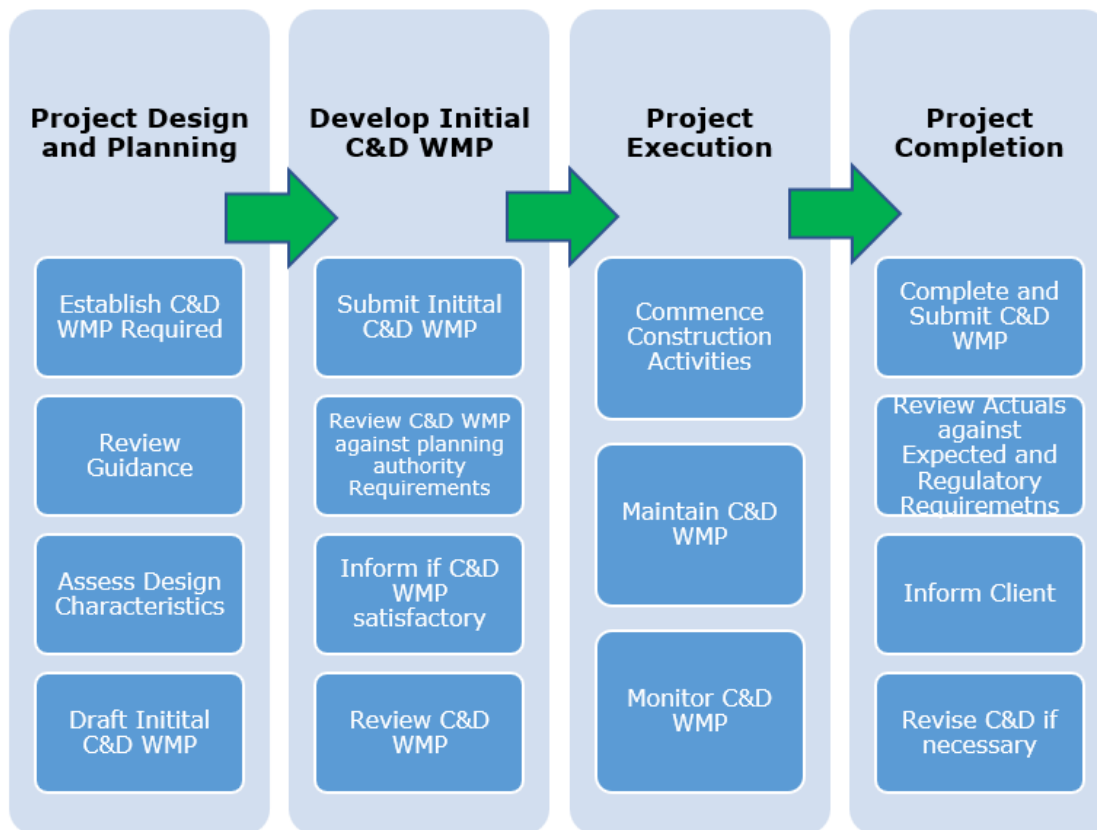 Project Design
and Planning
Establish C&D
WMP Required
Review
Guidance
Assess Design
Characteristics
Draft Initital
C&D WMP
Develop Initial
C&D WMP
Submit Initital
C&D WMP
Review C&D WMP
against planning
authority
Requirements
Inform if C&D
WMP
satisfactory
Review C&D
WMP
Project
Execution
Commence
Construction
Activities
Maintain C&D
WMP
Monitor C&D
WMP
Project
Completion
Complete and
Submit C&D
WMP
Review Actuals
against
Expected and
Regulatory
Requiremetns
Inform Client
Revise C&D if
necessary